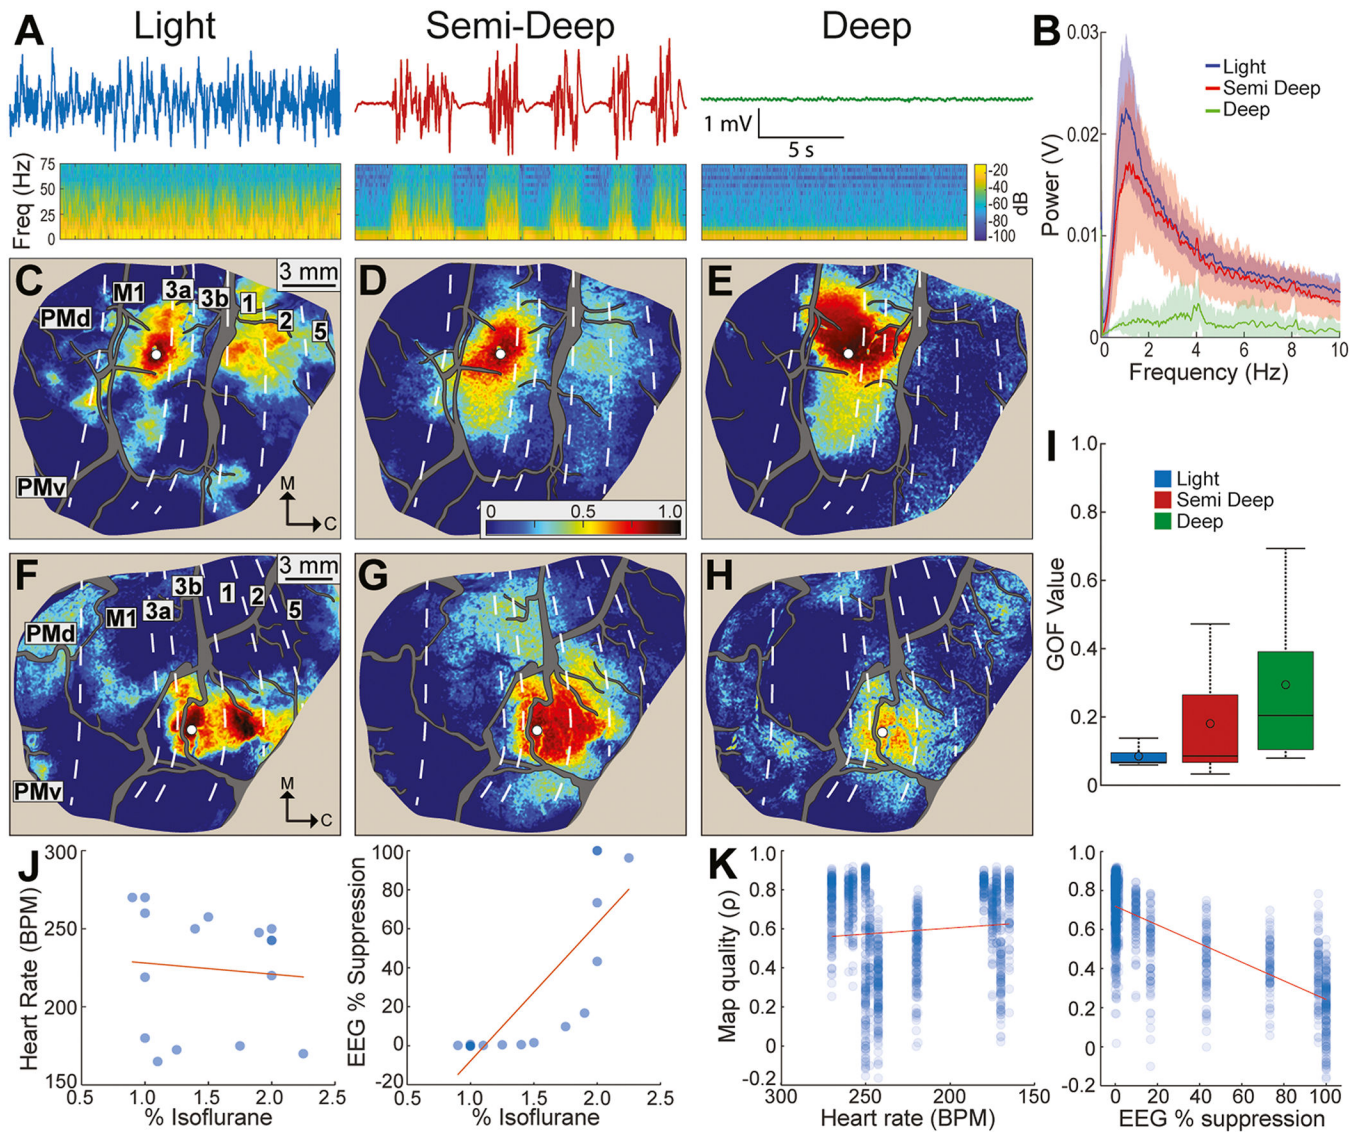 A
Light
Semi-Deep
Deep
1 mV
5 s
Freq (Hz)
75
50
25
0
-20
-40
-60
-80
-100
dB
B
0.03
0.02
0.01
0
Power (V)
Light
Semi Deep
Deep
0 2 4 6 8 10
Frequency (Hz)
C
3 mm
M1
3a
3b
1
2
5
PMd
PMv
M
C
D
0 0.5 1.0
E
F
3 mm
M1
3a
3b
1
2
5
PMd
PMv
M
C
G
H
I
1.0
0.8
0.6
0.4
0.2
0
GOF Value
Light
Semi Deep
Deep
J
300
250
200
150
Heart Rate (BPM)
0.5 1.0 1.5 2.0 2.5
% Isoflurane
100
80
60
40
20
0
-20
EEG % Suppression
0.5 1.0 1.5 2.0 2.5
% Isoflurane
K
1.0
0.8
0.6
0.4
0.2
0
-0.2
Map quality (ρ)
300 250 200 150
Heart rate (BPM)
1.0
0.8
0.6
0.4
0.2
0
-0.2
0 20 40 60 80 100
EEG % suppression